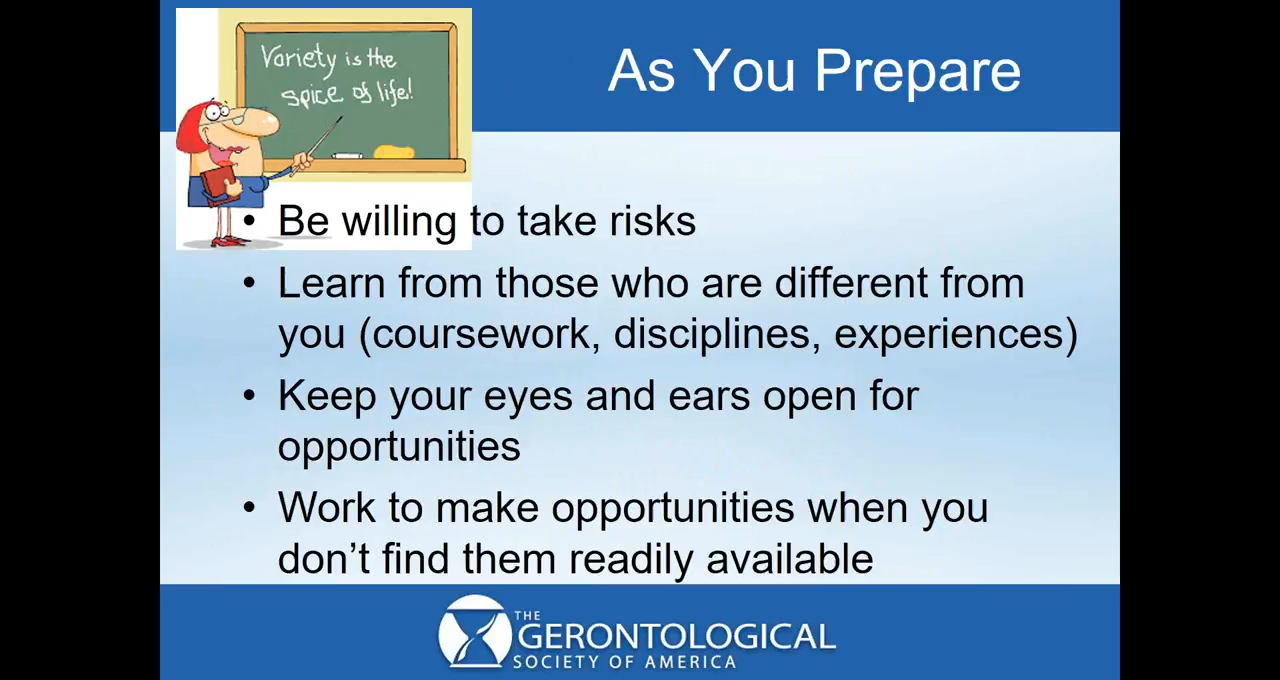 Variety is the
spice of life!
As You Prepare
• Be willing to take risks
• Learn from those who are different from
you (coursework, disciplines, experiences)
• Keep your eyes and ears open for
opportunities
• Work to make opportunities when you
don’t find them readily available
THE
GERONTOLOGICAL
SOCIETY OF AMERICA